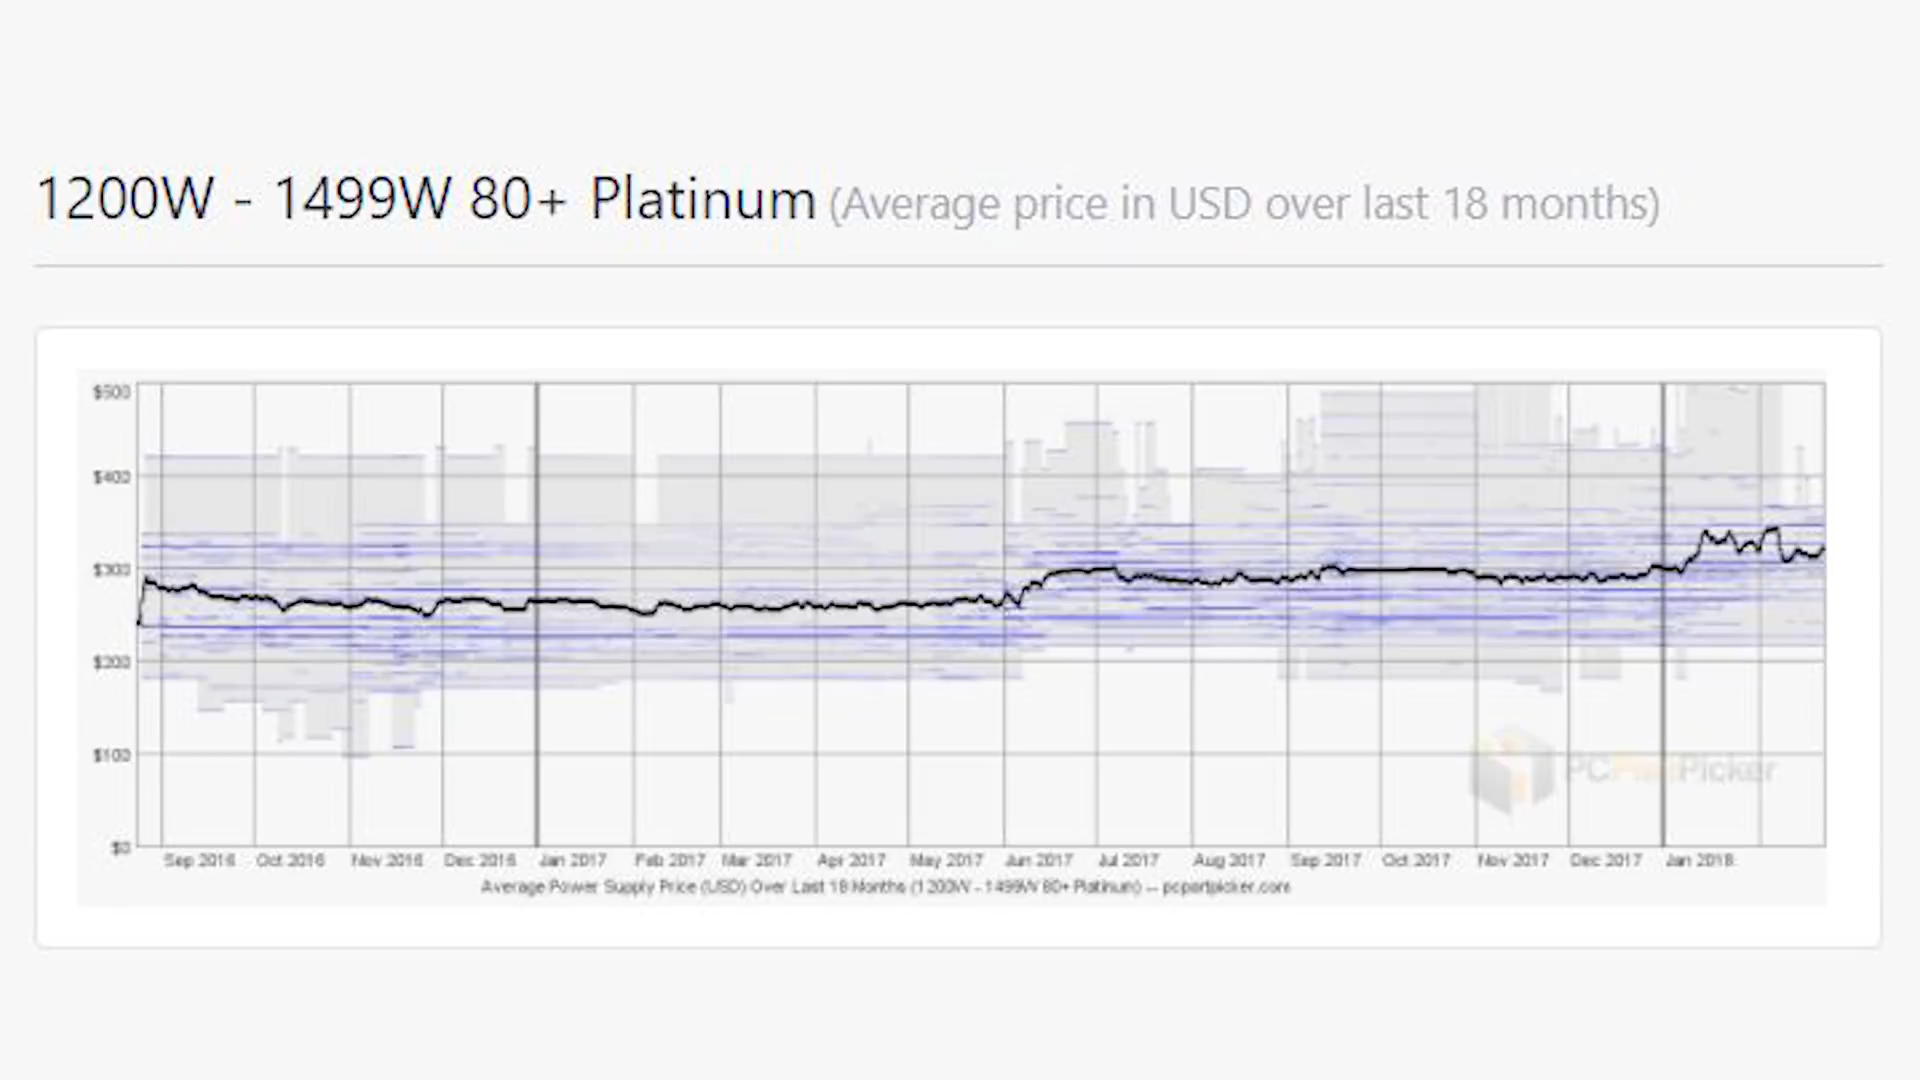 1200W - 1499W 80+ Platinum (Average price in USD over last 18 months)
$500
$400
$300
$200
$100
$0
PCPartPicker
Sep 2016 Oct 2016 Nov 2016 Dec 2016 Jan 2017 Feb 2017 Mar 2017 Apr 2017 May 2017 Jun 2017 Jul 2017 Aug 2017 Sep 2017 Oct 2017 Nov 2017 Dec 2017 Jan 2018
Average Power Supply Price (USD) Over Last 18 Months (1200W - 1499W 80+ Platinum) -- pcpartpicker.com